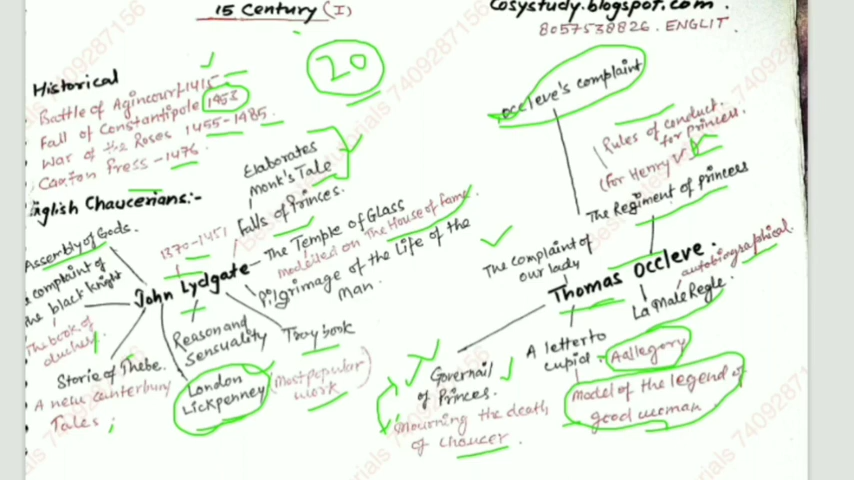 15 Century (I)
Cosystudy.blogspot.com.
8057538826. ENGLIT.
20
Historical
Battle of Agincourt-1415
Fall of Constantipole 1453
War of the Roses 1455-1485
Caxton Press-1476
English Chaucerians:-
Assembly of Gods.
complaint of
the black knight
The book of
duches
Storie of Thebe.
A new canterbury
Tales;
1370-1451
John Lydgate
Reason and
Sensuality
London
Lickpenney
Troy book
(Most popular
work)
Elaborates
Monk's Tale
Falls of Princes.
The Temple of Glass
modelled on The House of fame.
Pilgrimage of the Life of the
Man.
Occleve's complaint
Rules of conduct
for Princess.
(for Henry V)
The Regiment of Princess
The complaint of
our lady
Thomas Occleve.
autobiographical
La Male Regle.
A letter to
cupid
Aallegory
Model of the legend of
good woman
Governail
of Princes.
Mourning the death
of chaucer.
7409287156